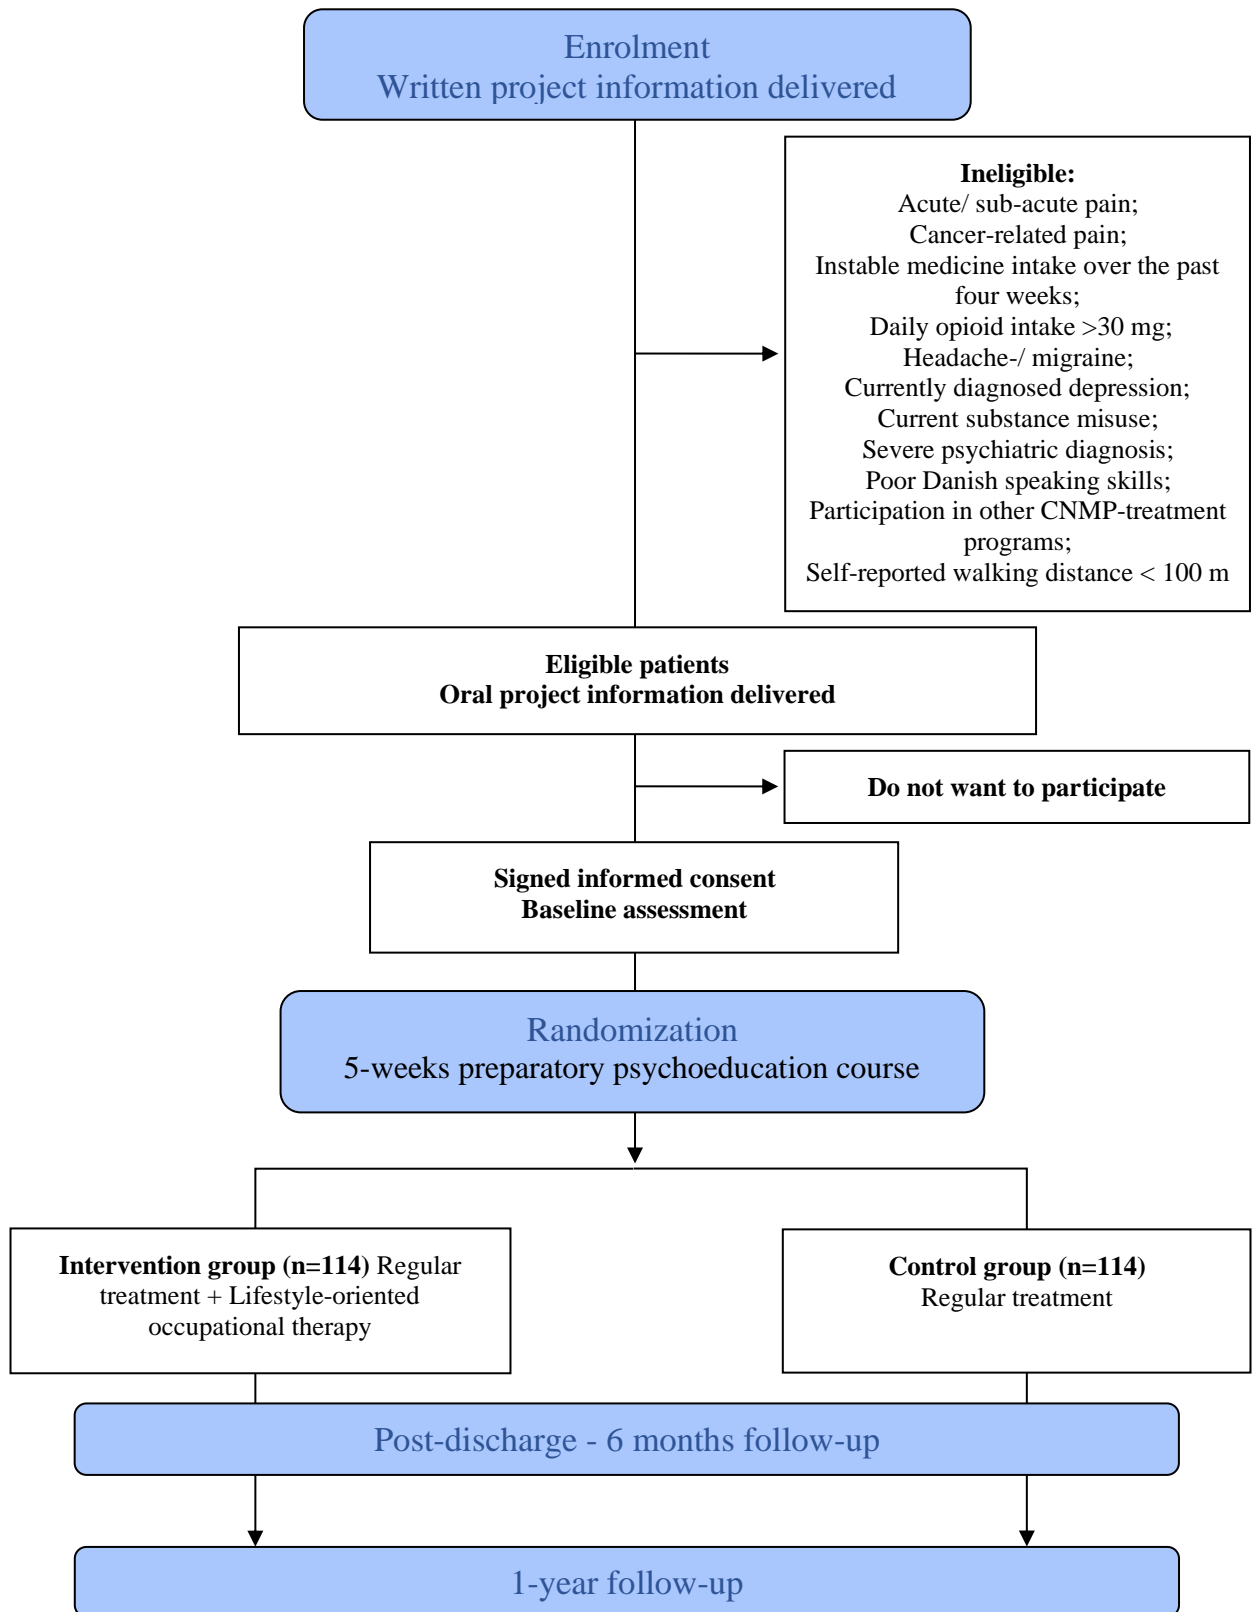 Enrolment
Written project information delivered
Ineligible:
Acute/ sub-acute pain;
Cancer-related pain;
Instable medicine intake over the past
four weeks;
Daily opioid intake >30 mg;
Headache-/ migraine;
Currently diagnosed depression;
Current substance misuse;
Severe psychiatric diagnosis;
Poor Danish speaking skills;
Participation in other CNMP-treatment
programs;
Self-reported walking distance < 100 m
Eligible patients
Oral project information delivered
Do not want to participate
Signed informed consent
Baseline assessment
Randomization
5-weeks preparatory psychoeducation course
Intervention group (n=114) Regular
treatment + Lifestyle-oriented
occupational therapy
Control group (n=114)
Regular treatment
Post-discharge - 6 months follow-up
1-year follow-up